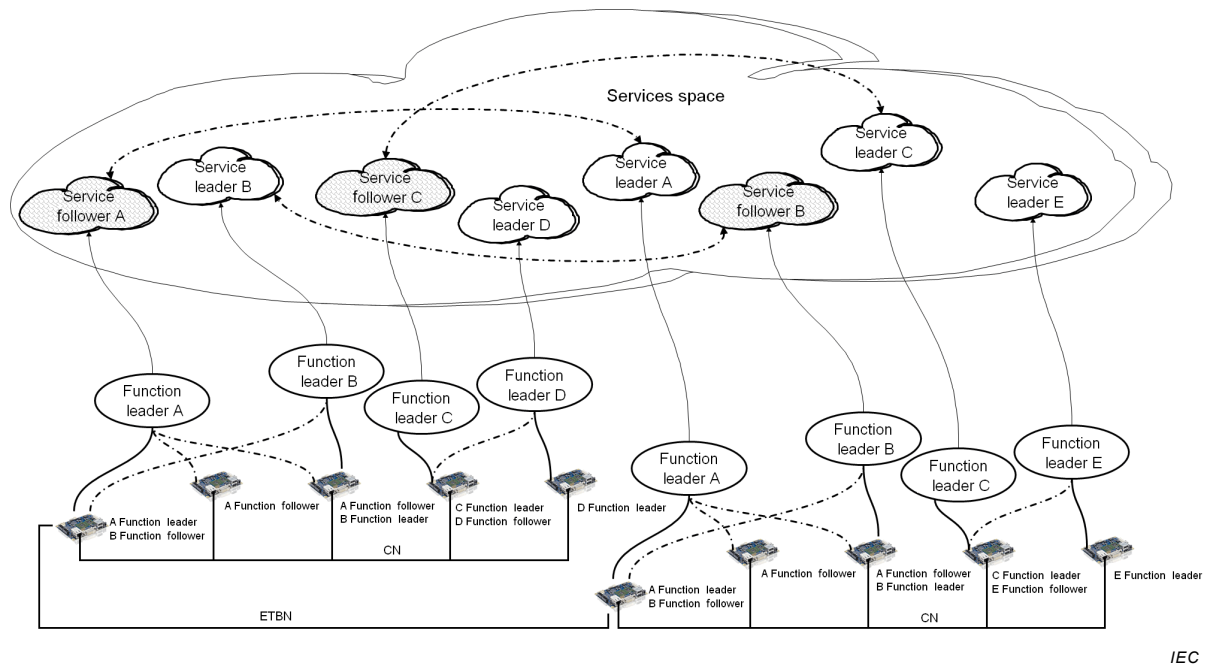 Services space
Service
leader C
Service
follower A
Service
leader B
Service
follower C
Service
leader D
Service
leader A
Service
follower B
Service
leader E
Function
leader A
Function
leader B
Function
leader C
Function
leader D
Function
leader A
Function
leader B
Function
leader C
Function
leader E
A Function leader
B Function follower
A Function follower
A Function follower
B Function leader
C Function leader
D Function follower
D Function leader
CN
ETBN
A Function leader
B Function follower
A Function follower
A Function follower
B Function leader
C Function leader
E Function follower
E Function leader
CN
IEC